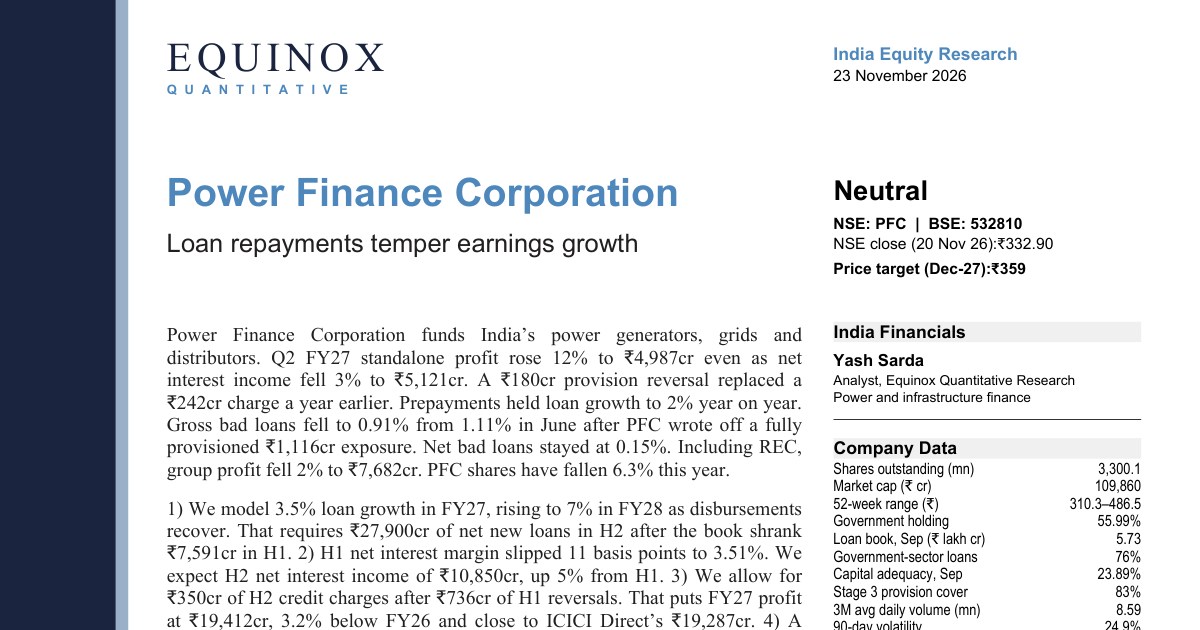 EQUINOX
QUANTITATIVE
India Equity Research
23 November 2026
Power Finance Corporation
Loan repayments temper earnings growth
Neutral
NSE: PFC | BSE: 532810
NSE close (20 Nov 26):₹332.90
Price target (Dec-27):₹359
Power Finance Corporation funds India’s power generators, grids and
distributors. Q2 FY27 standalone profit rose 12% to ₹4,987cr even as net
interest income fell 3% to ₹5,121cr. A ₹180cr provision reversal replaced a
₹242cr charge a year earlier. Prepayments held loan growth to 2% year on year.
Gross bad loans fell to 0.91% from 1.11% in June after PFC wrote off a fully
provisioned ₹1,116cr exposure. Net bad loans stayed at 0.15%. Including REC,
group profit fell 2% to ₹7,682cr. PFC shares have fallen 6.3% this year.
1) We model 3.5% loan growth in FY27, rising to 7% in FY28 as disbursements
recover. That requires ₹27,900cr of net new loans in H2 after the book shrank
₹7,591cr in H1. 2) H1 net interest margin slipped 11 basis points to 3.51%. We
expect H2 net interest income of ₹10,850cr, up 5% from H1. 3) We allow for
₹350cr of H2 credit charges after ₹736cr of H1 reversals. That puts FY27 profit
at ₹19,412cr, 3.2% below FY26 and close to ICICI Direct’s ₹19,287cr. 4) A
India Financials
Yash Sarda
Analyst, Equinox Quantitative Research
Power and infrastructure finance
Company Data
Shares outstanding (mn) 3,300.1
Market cap (₹ cr) 109,860
52-week range (₹) 310.3–486.5
Government holding 55.99%
Loan book, Sep (₹ lakh cr) 5.73
Government-sector loans 76%
Capital adequacy, Sep 23.89%
Stage 3 provision cover 83%
3M avg daily volume (mn) 8.59
90-day volatility 24.9%